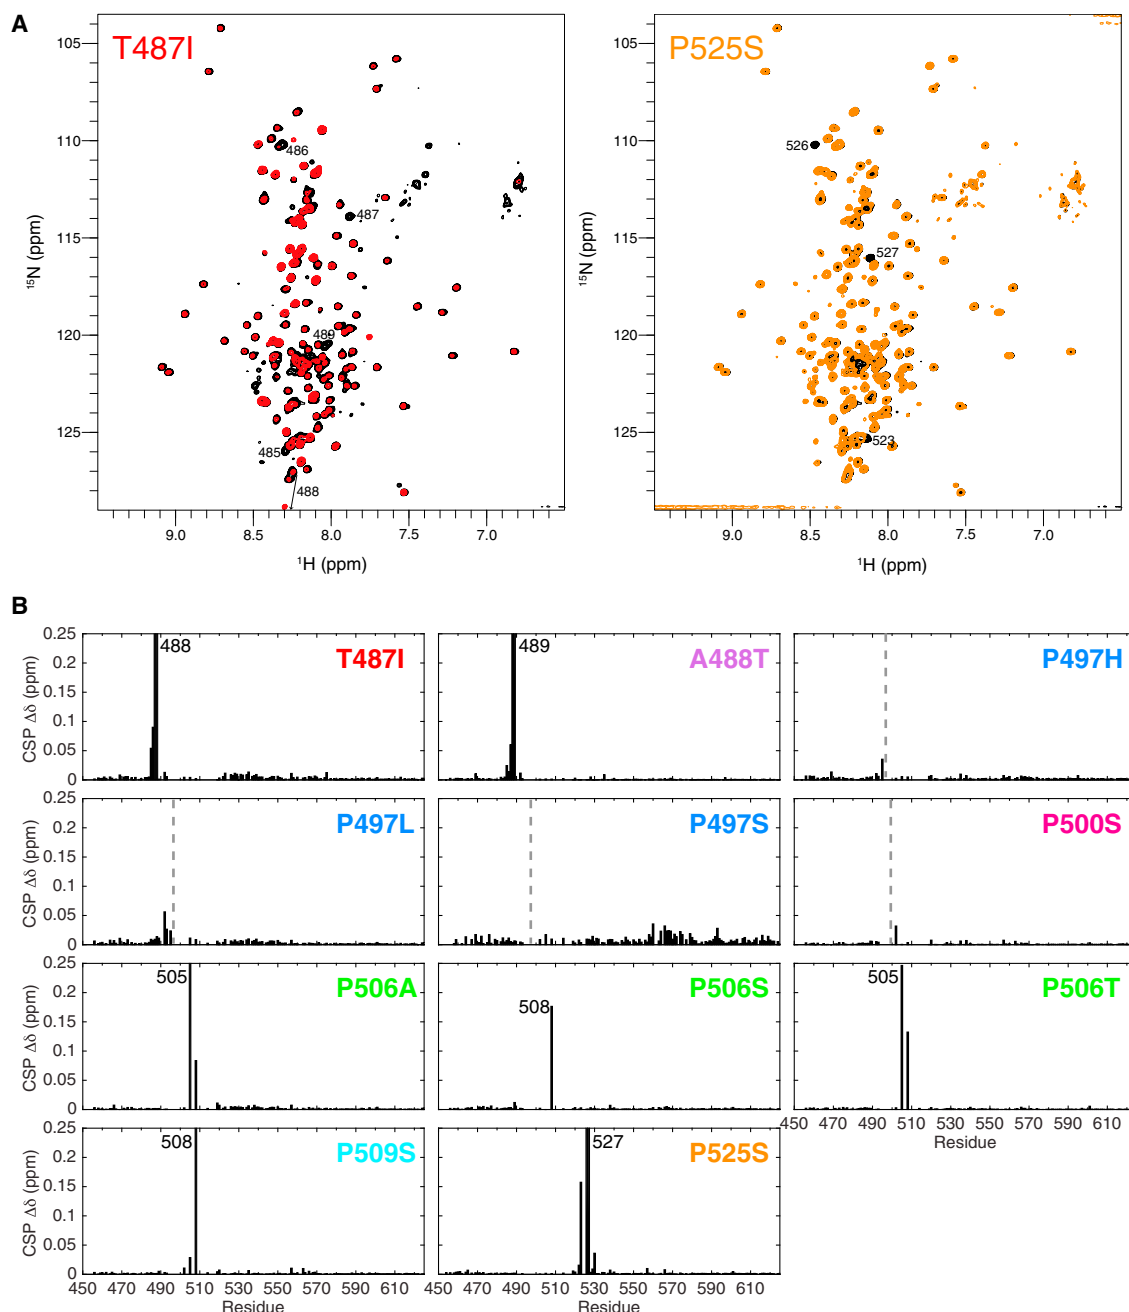 A
T487I
P525S
105
110
115
120
125
486
487
489
485
488
9.0 8.5 8.0 7.5 7.0
1H (ppm)
15N (ppm)
105
110
115
120
125
526
527
523
9.0 8.5 8.0 7.5 7.0
1H (ppm)
15N (ppm)
B
CSP Δδ (ppm)
0.25
0.2
0.15
0.1
0.05
0
488
T487I
489
A488T
P497H
CSP Δδ (ppm)
0.25
0.2
0.15
0.1
0.05
0
P497L
P497S
P500S
CSP Δδ (ppm)
0.25
0.2
0.15
0.1
0.05
0
505
P506A
508
P506S
505
P506T
450 470 490 510 530 550 570 590 610
Residue
CSP Δδ (ppm)
0.25
0.2
0.15
0.1
0.05
0
508
P509S
527
P525S
450 470 490 510 530 550 570 590 610
Residue
450 470 490 510 530 550 570 590 610
Residue